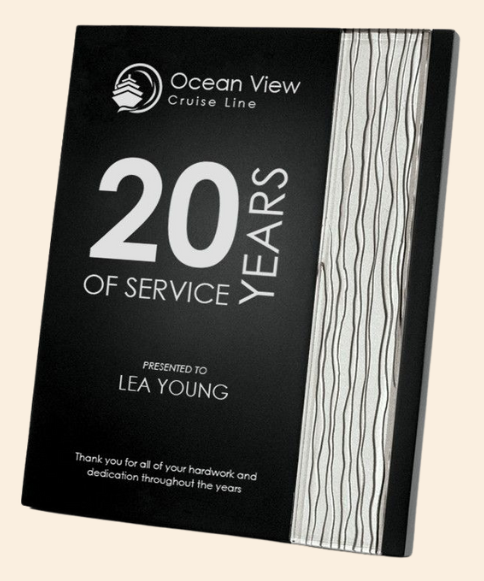 Ocean View
Cruise Line
20 YEARS
OF SERVICE
PRESENTED TO
LEA YOUNG
Thank you for all of your hardwork and
dedication throughout the years